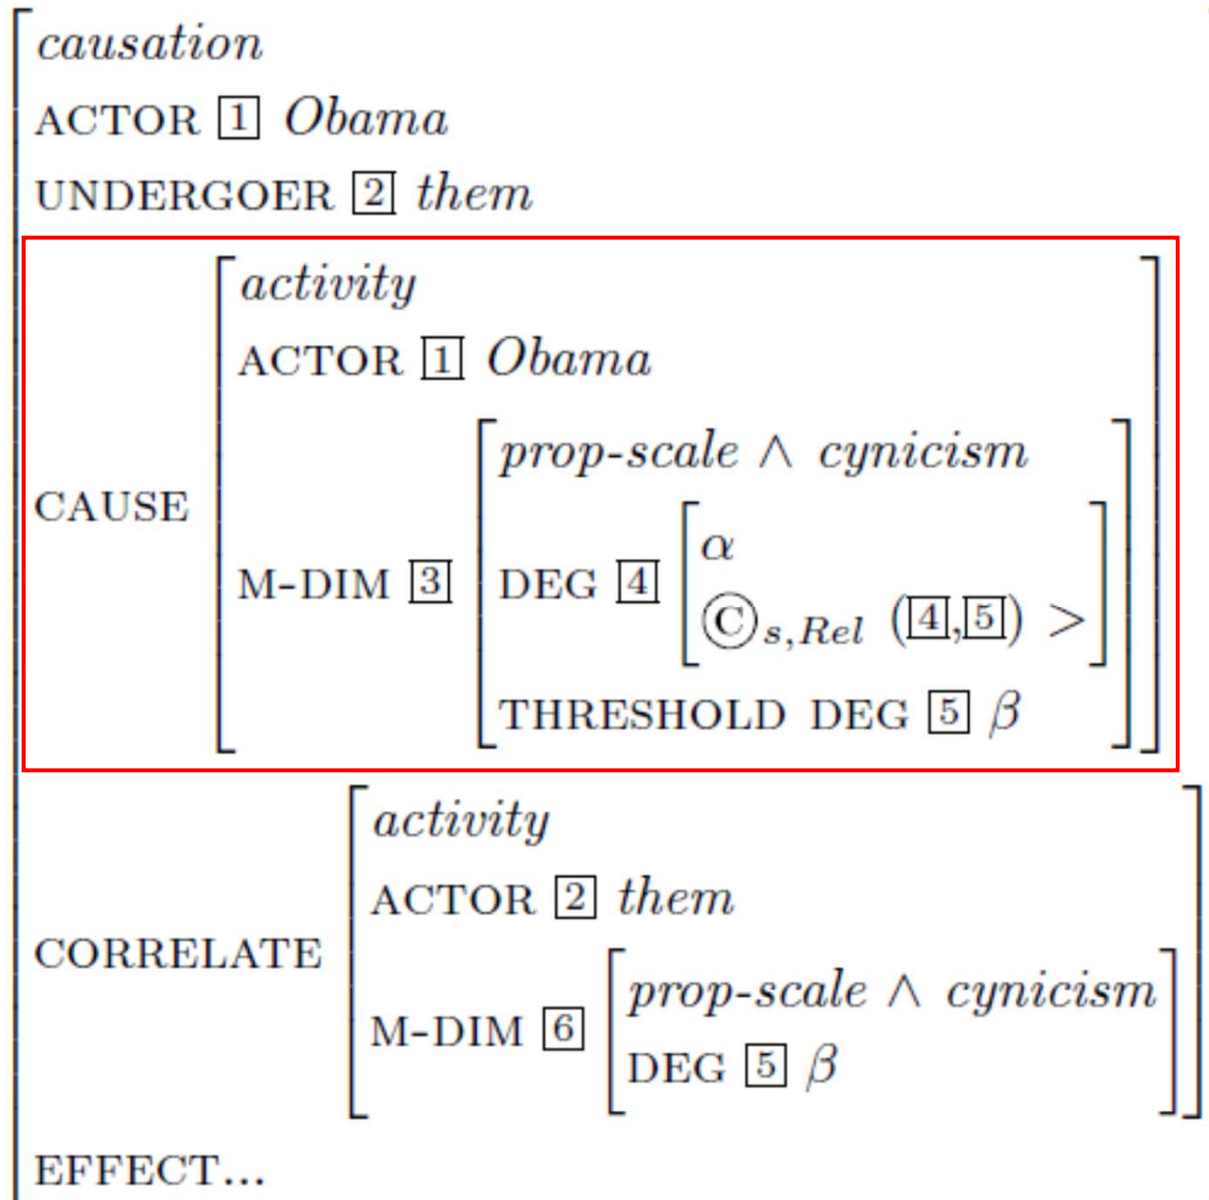 causation
ACTOR 1 Obama
UNDERGOER 2 them
activity
ACTOR 1 Obama
prop-scale ∧ cynicism
CAUSE
α
M-DIM 3 DEG 4
Ⓒs,Rel (4,5) >
THRESHOLD DEG 5 β
activity
ACTOR 2 them
CORRELATE
prop-scale ∧ cynicism
M-DIM 6
DEG 5 β
EFFECT...